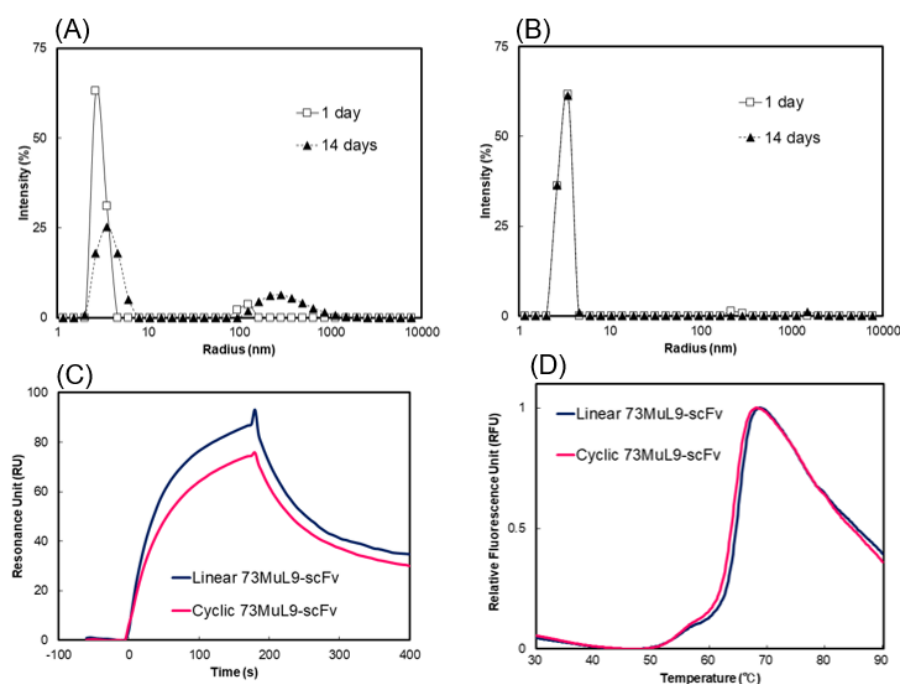 (A)
75
50
25
0
Intensity (%)
1 day
14 days
1
10
100
1000
10000
Radius (nm)
(B)
75
50
25
0
Intensity (%)
1 day
14 days
1
10
100
1000
10000
Radius (nm)
(C)
100
80
60
40
20
0
Resonance Unit (RU)
Linear 73MuL9-scFv
Cyclic 73MuL9-scFv
-100
0
100
200
300
400
Time (s)
(D)
1
0.5
0
Relative Fluorescence Unit (RFU)
Linear 73MuL9-scFv
Cyclic 73MuL9-scFv
30
40
50
60
70
80
90
Temperature (℃)